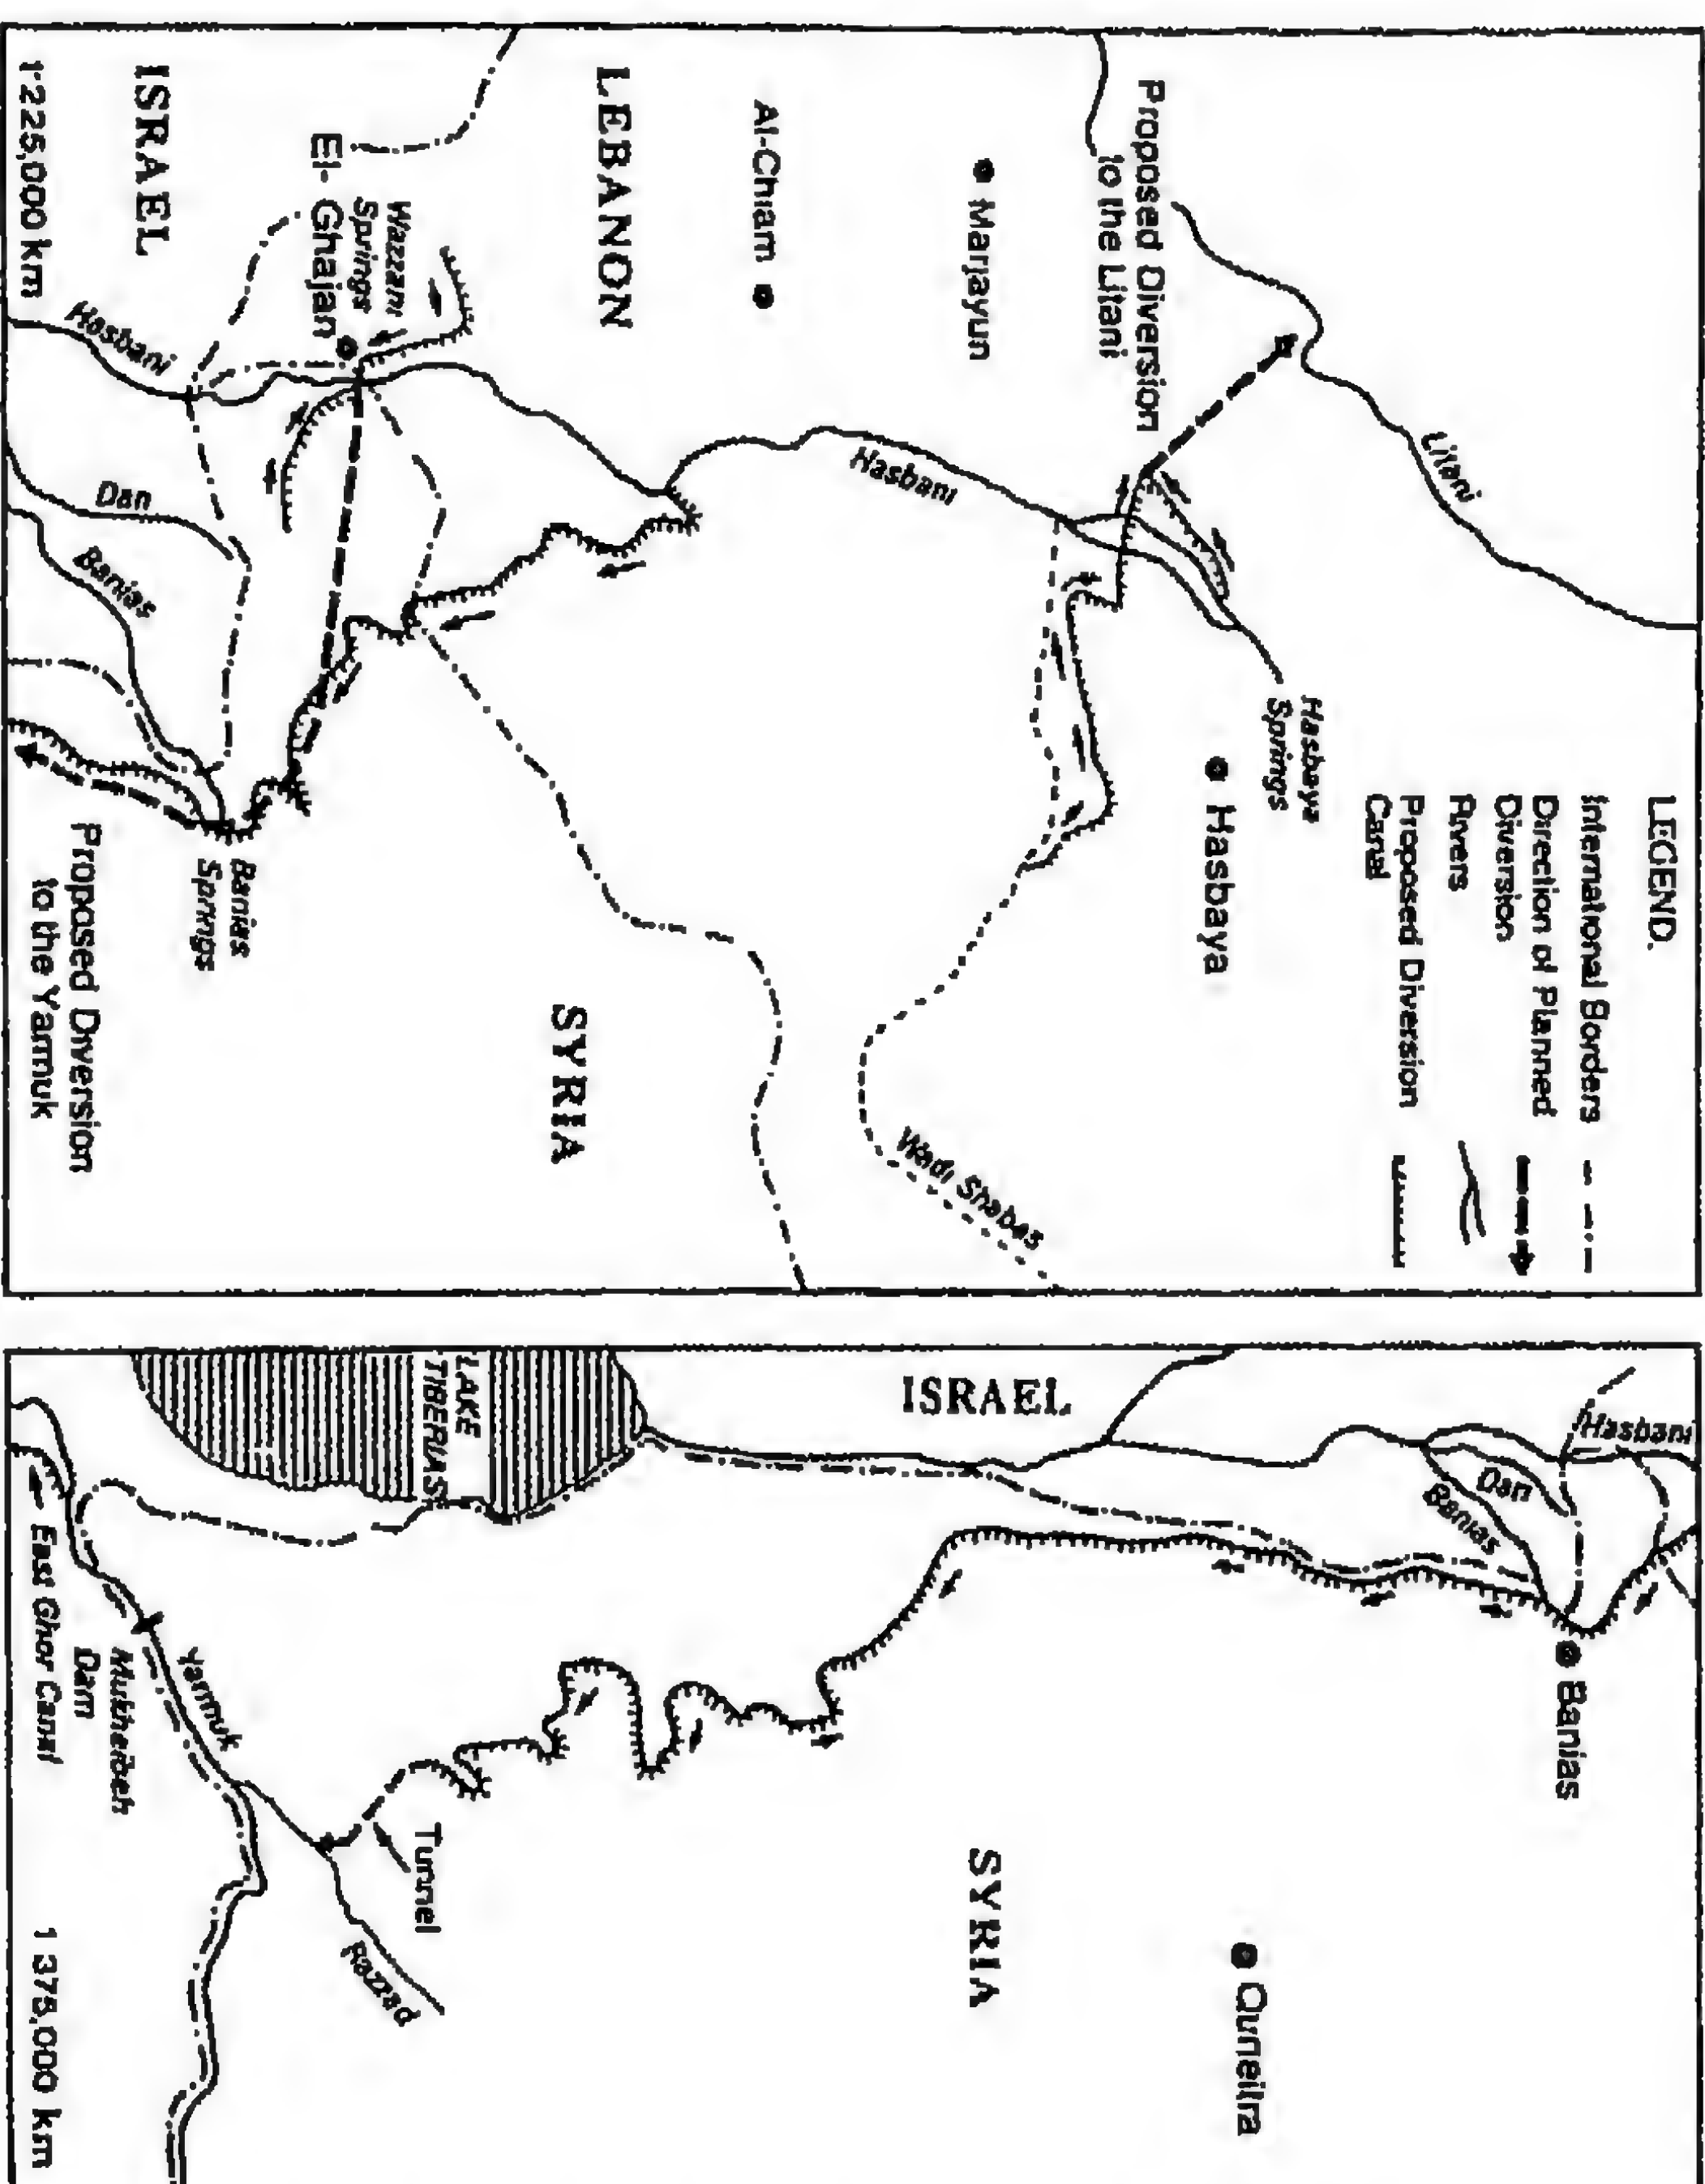 LEGEND.
International Borders
Direction of Planned
Diversion
Rivers
Proposed Diversion
Canal
Litani
Hasbaya
Springs
Hasbaya
Proposed Diversion
to the Litani
Marjayun
Hasbani
Wadi Shabas
Al-Chiam
LEBANON
SYRIA
Wazzani
Springs
El-Ghajan
ISRAEL
Hasbani
Dan
Banias
Banias
Springs
Proposed Diversion
to the Yarmuk
1·225,000 km
Hasbani
Dan
Banias
Banias
Quneitra
ISRAEL
SYRIA
LAKE
TIBERIAS
Tunnel
Razzad
Yarmuk
Mukheibeh
Dam
East Ghor Canal
1 375,000 km